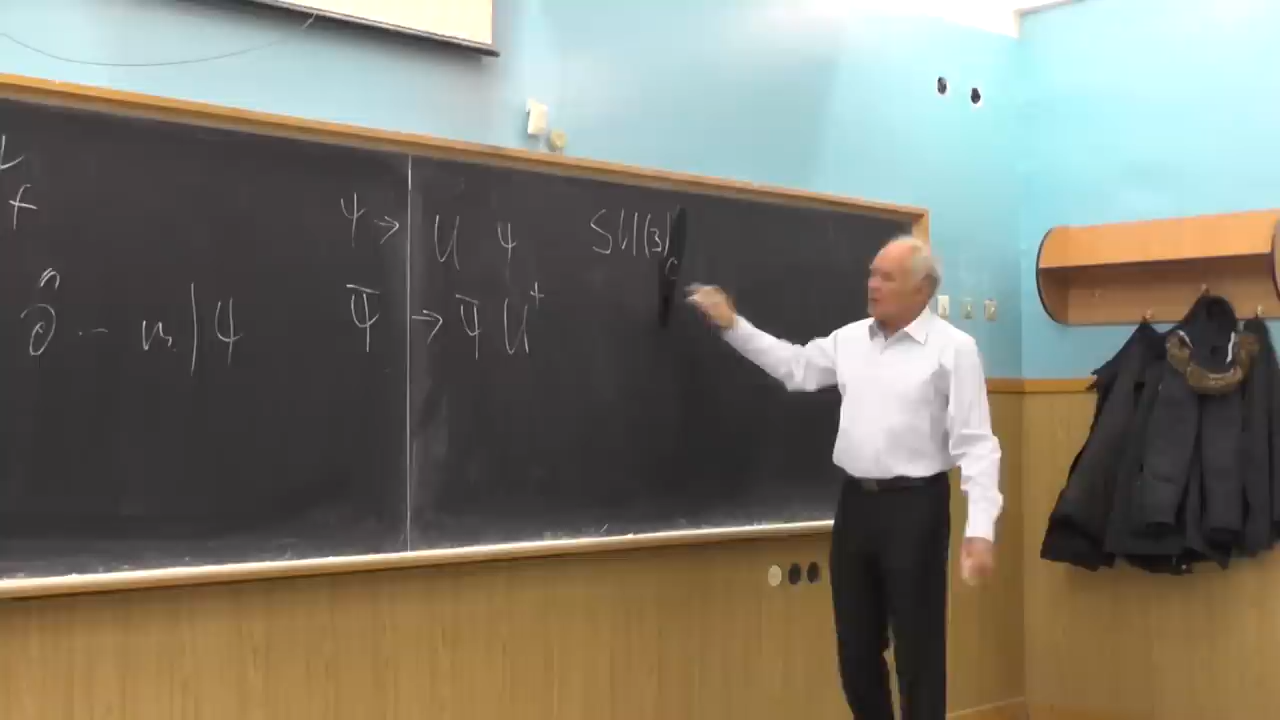 f
∂̂ - m | ψ
ψ → U ψ
ψ̄ → ψ̄ U⁺
SU(3)c